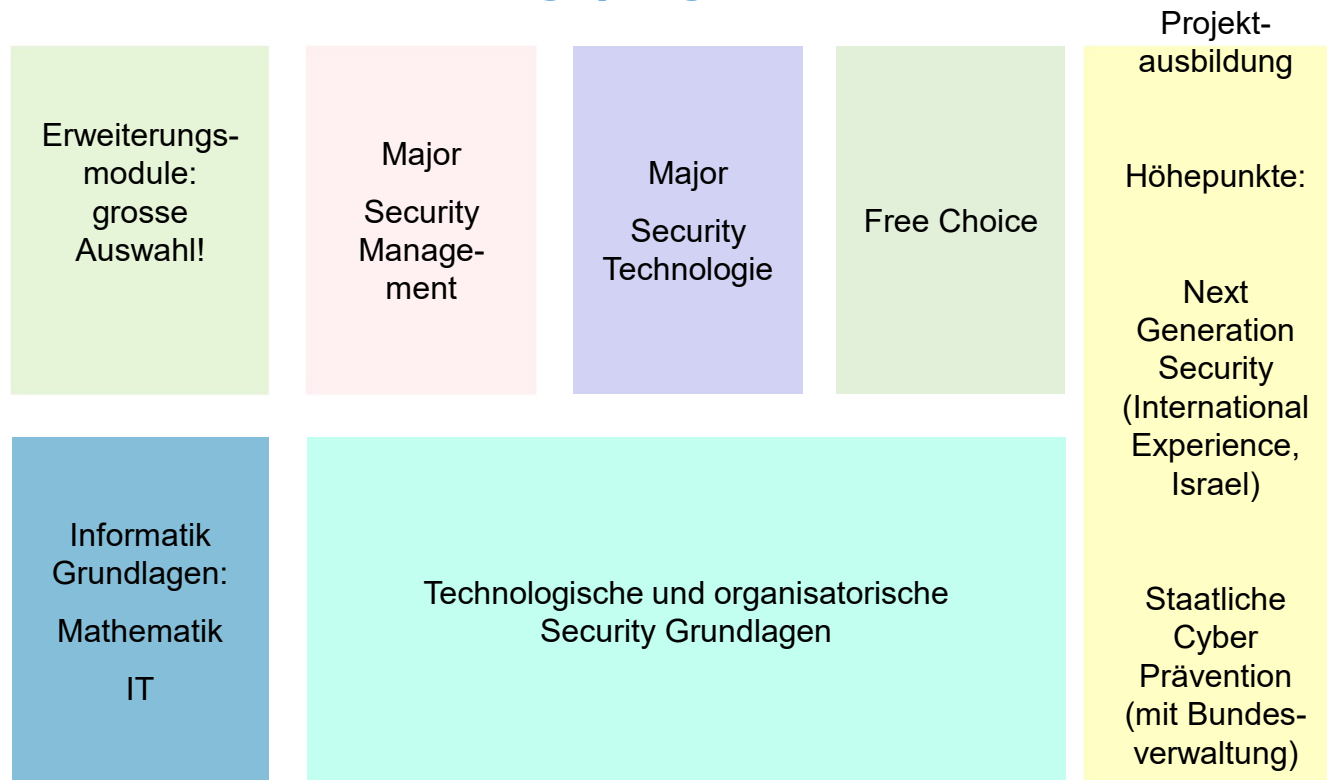 Erweiterungs-
module:
grosse
Auswahl!
Major
Security
Manage-
ment
Major
Security
Technologie
Free Choice
Projekt-
ausbildung
Höhepunkte:
Next
Generation
Security
(International
Experience,
Israel)
Staatliche
Cyber
Prävention
(mit Bundes-
verwaltung)
Informatik
Grundlagen:
Mathematik
IT
Technologische und organisatorische
Security Grundlagen